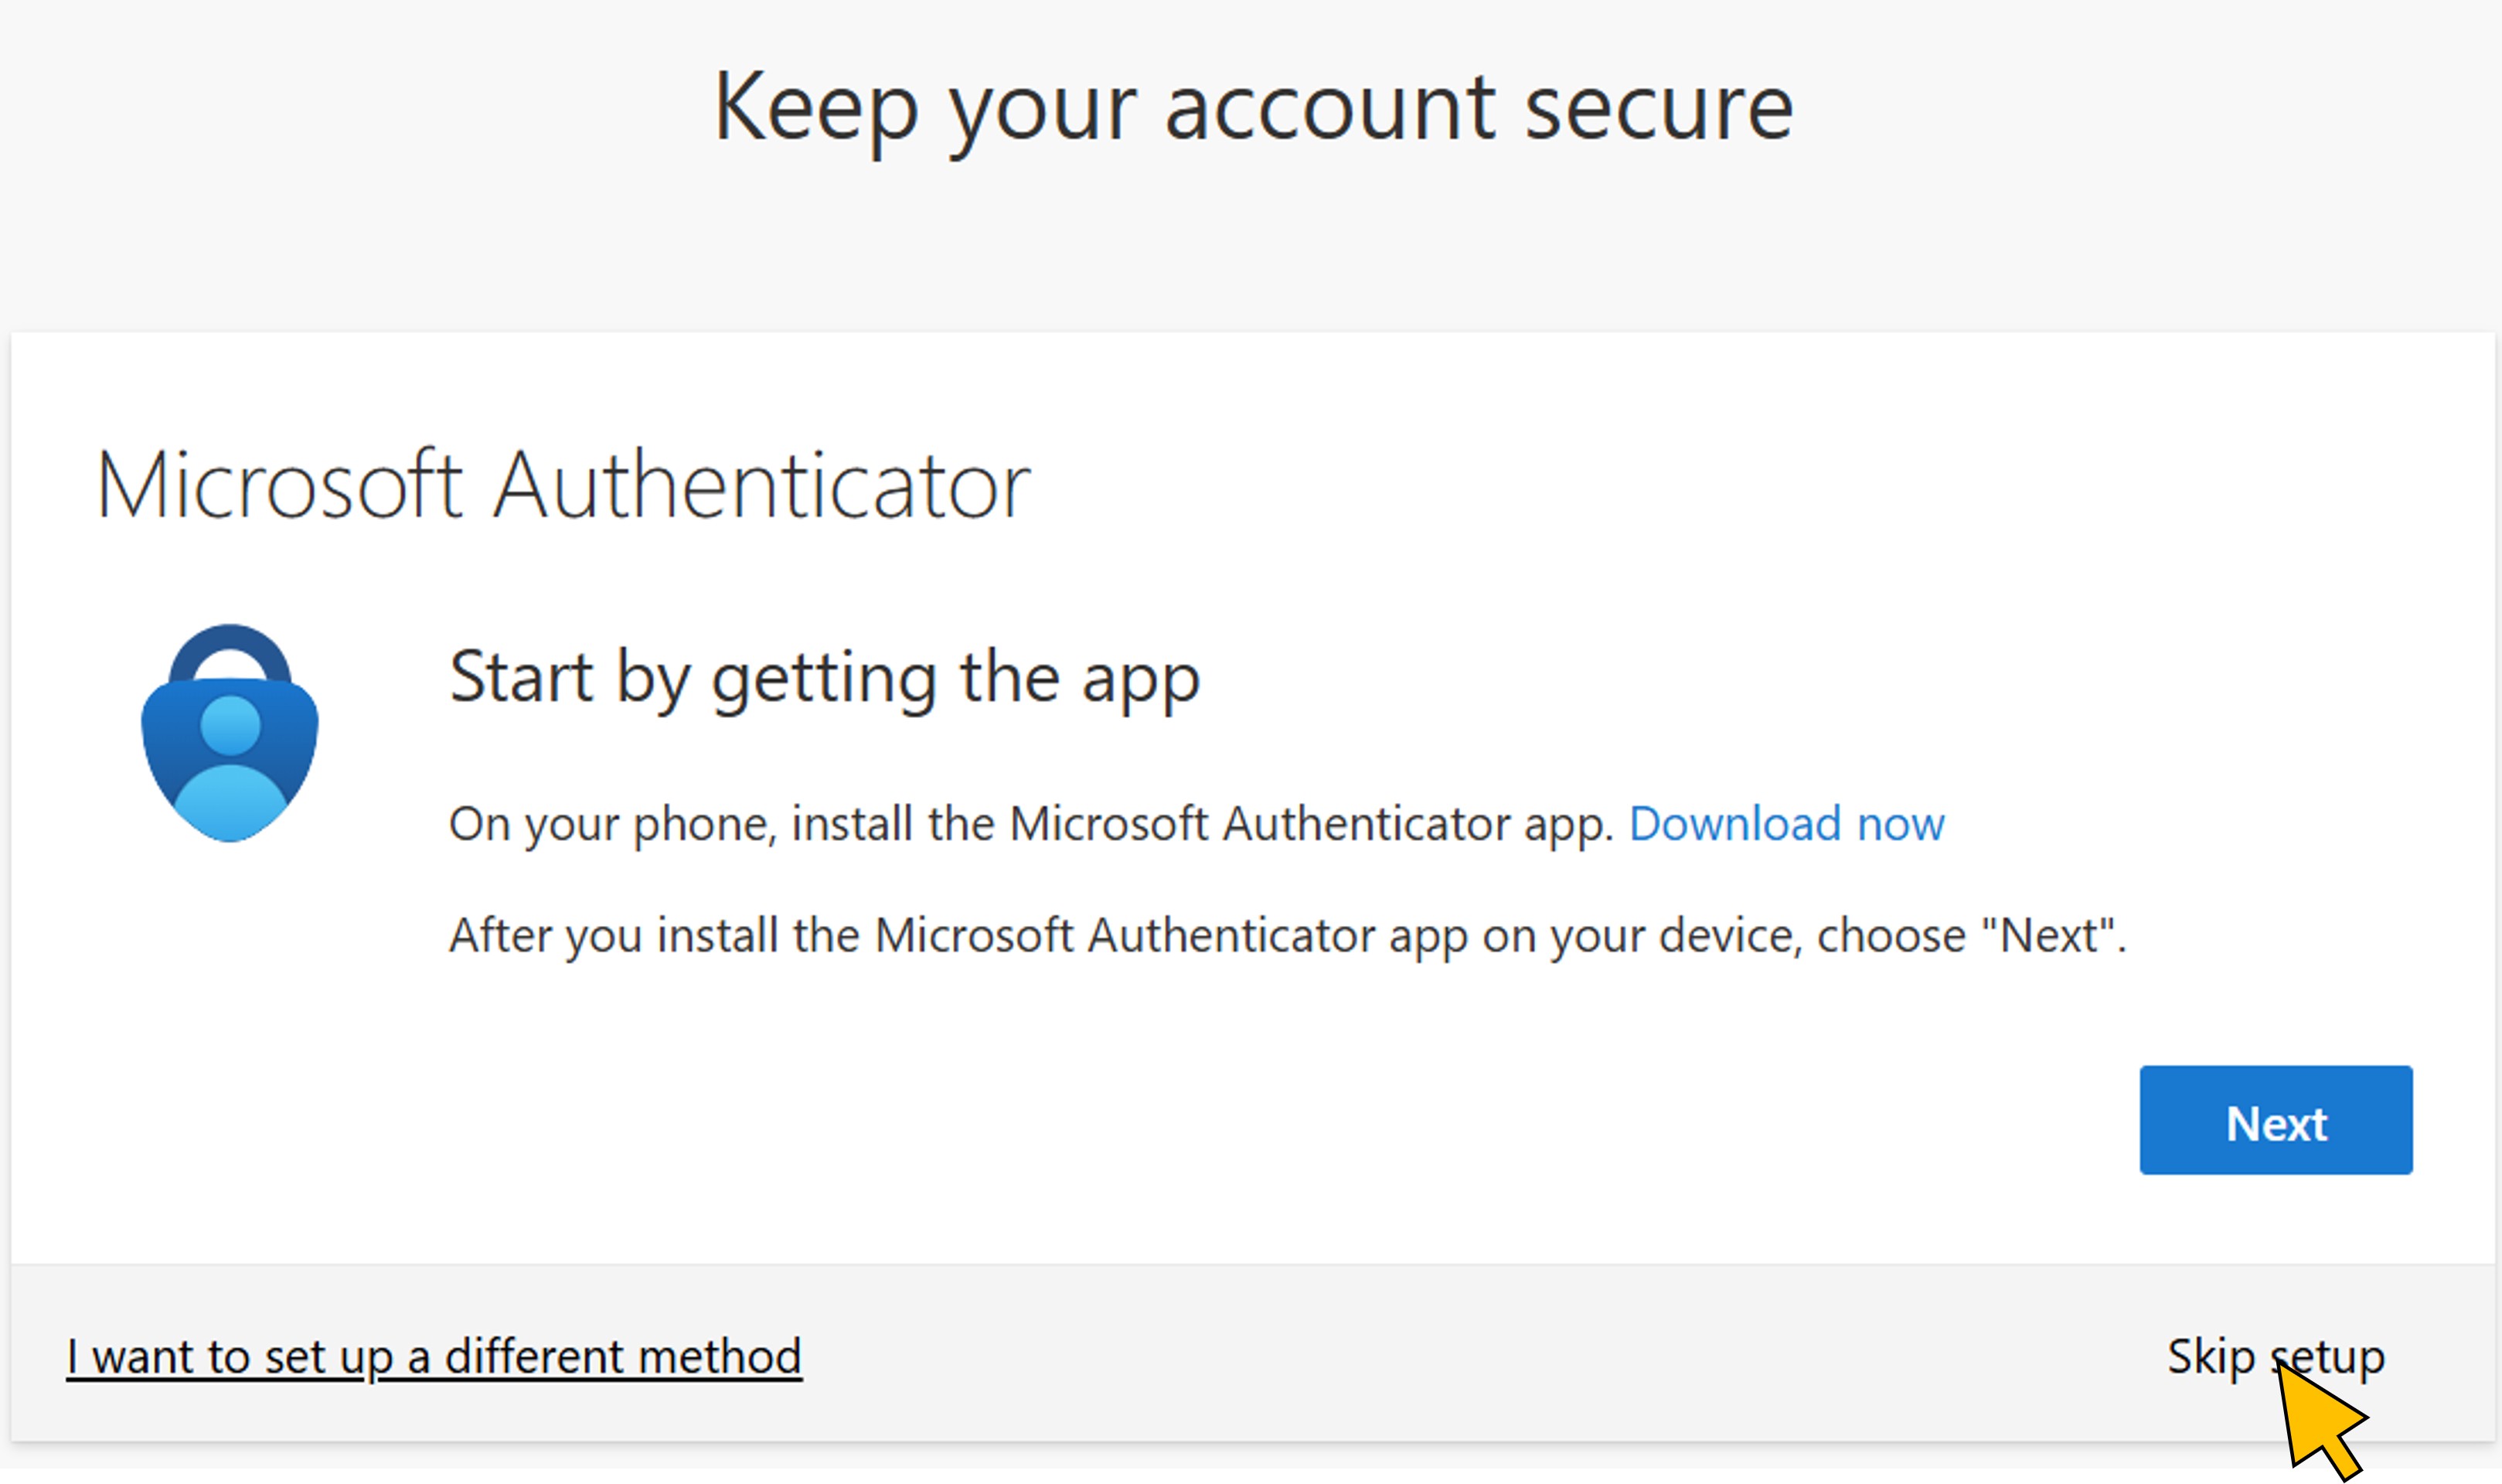 Keep your account secure
Microsoft Authenticator
Start by getting the app
On your phone, install the Microsoft Authenticator app. Download now
After you install the Microsoft Authenticator app on your device, choose "Next".
Next
I want to set up a different method
Skip setup